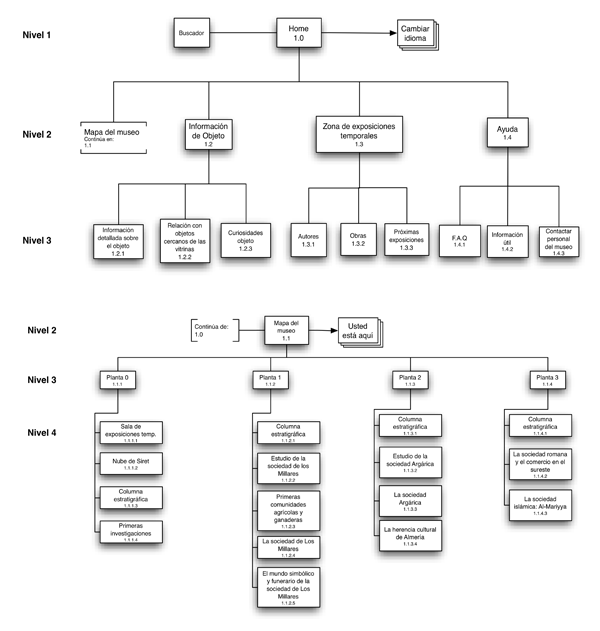 Nivel 1
Buscador
Home
1.0
Cambiar
idioma
Nivel 2
Mapa del museo
Continúa en:
1.1
Información
de Objeto
1.2
Zona de exposiciones
temporales
1.3
Ayuda
1.4
Nivel 3
Información
detallada sobre
el objeto
1.2.1
Relación con
objetos
cercanos de las
vitrinas
1.2.2
Curiosidades
objeto
1.2.3
Autores
1.3.1
Obras
1.3.2
Próximas
exposiciones
1.3.3
F.A.Q
1.4.1
Información
útil
1.4.2
Contactar
personal
del museo
1.4.3
Nivel 2
Continúa de:
1.0
Mapa del
museo
1.1
Usted
está aquí
Nivel 3
Planta 0
1.1.1
Planta 1
1.1.2
Planta 2
1.1.3
Planta 3
1.1.4
Nivel 4
Sala de
exposiciones temp.
1.1.1.1
Nube de Siret
1.1.1.2
Columna
estratigráfica
1.1.1.3
Primeras
investigaciones
1.1.1.4
Columna
estratigráfica
1.1.2.1
Estudio de la
sociedad de los
Millares
1.1.2.2
Primeras
comunidades
agrícolas y
ganaderas
1.1.2.3
La sociedad de Los
Millares
1.1.2.4
El mundo simbólico
y funerario de la
sociedad de Los
Millares
1.1.2.5
Columna
estratigráfica
1.1.3.1
Estudio de la
sociedad Argárica
1.1.3.2
La sociedad
Argárica
1.1.3.3
La herencia cultural
de Almería
1.1.3.4
Columna
estratigráfica
1.1.4.1
La sociedad romana
y el comercio en el
sureste
1.1.4.2
La sociedad
islámica: Al-Mariyya
1.1.4.3